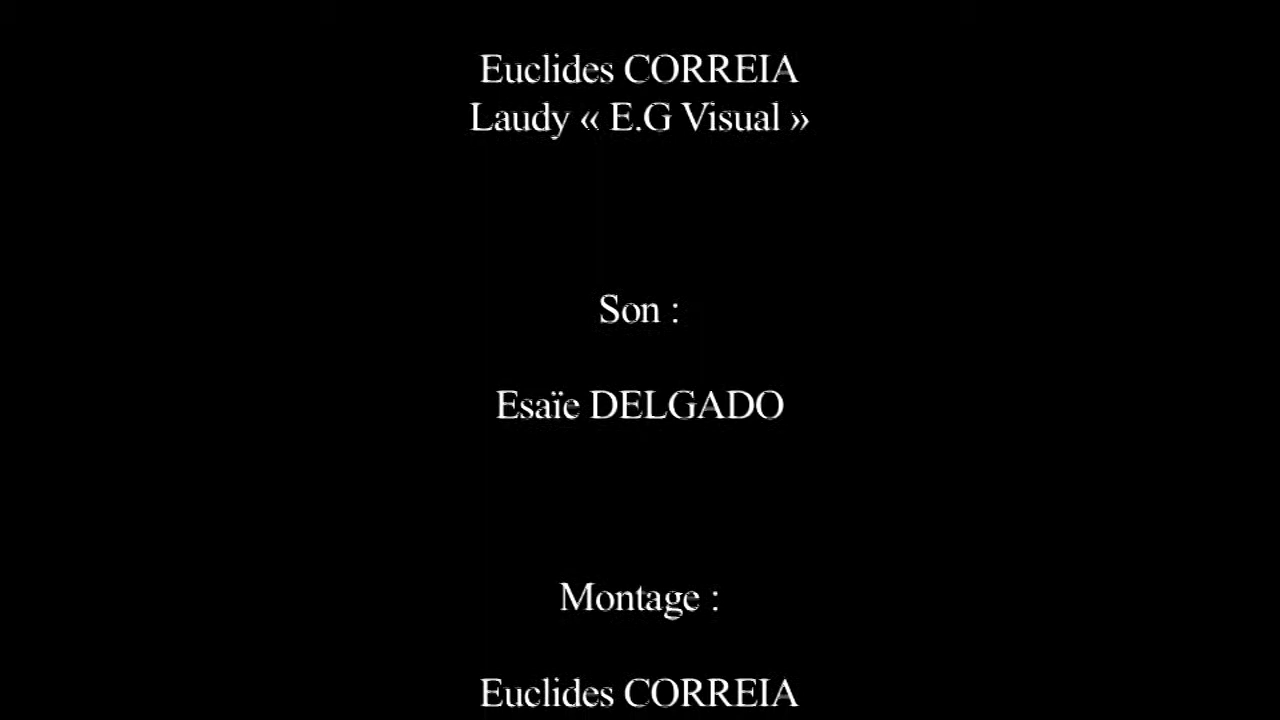 Euclides CORREIA
Laudy « E.G Visual »
Son :
Esaïe DELGADO
Montage :
Euclides CORREIA